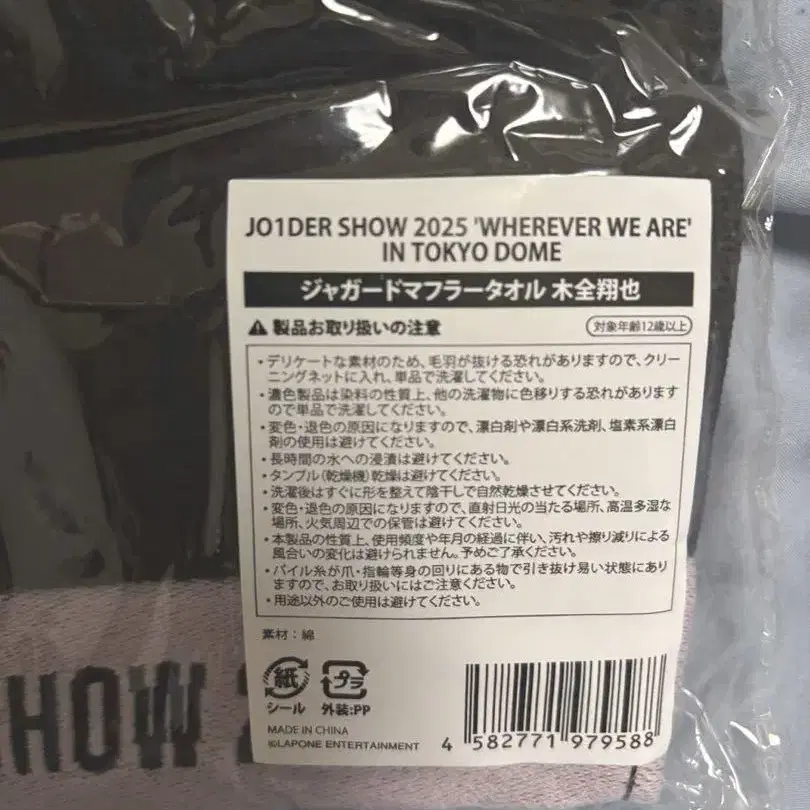 JO1DER SHOW 2025 'WHEREVER WE ARE'
IN TOKYO DOME
ジャガードマフラータオル 木全翔也
製品お取り扱いの注意
対象年齢12歳以上
・デリケートな素材のため、毛羽が抜ける恐れがありますので、クリー
ニングネットに入れ、単品で洗濯してください。
・濃色製品は染料の性質上、他の洗濯物に色移りする恐れがあります
ので単品で洗濯してください。
・変色・退色の原因になりますので、漂白剤や漂白系洗剤、塩素系漂白
剤の使用は避けてください。
・長時間の水への浸漬は避けてください。
・タンブル(乾燥機)乾燥は避けてください。
・洗濯後はすぐに形を整えて陰干しで自然乾燥させてください。
・変色・退色の原因になりますので、直射日光の当たる場所、高温多湿な
場所、火気周辺での保管は避けてください。
・本製品の性質上、使用頻度や年月の経過に伴い、汚れや擦り減りによる
風合いの変化は避けられません。予めご了承ください。
・パイル糸が爪・指輪等身の回りにある物で引き抜け易い状態にあり
ますので、お取り扱いにはご注意ください。
・用途以外のご使用は避けてください。
素材:綿
紙
プラ
シール
外装:PP
MADE IN CHINA
©LAPONE ENTERTAINMENT
4 582771 979588
SHOW 2